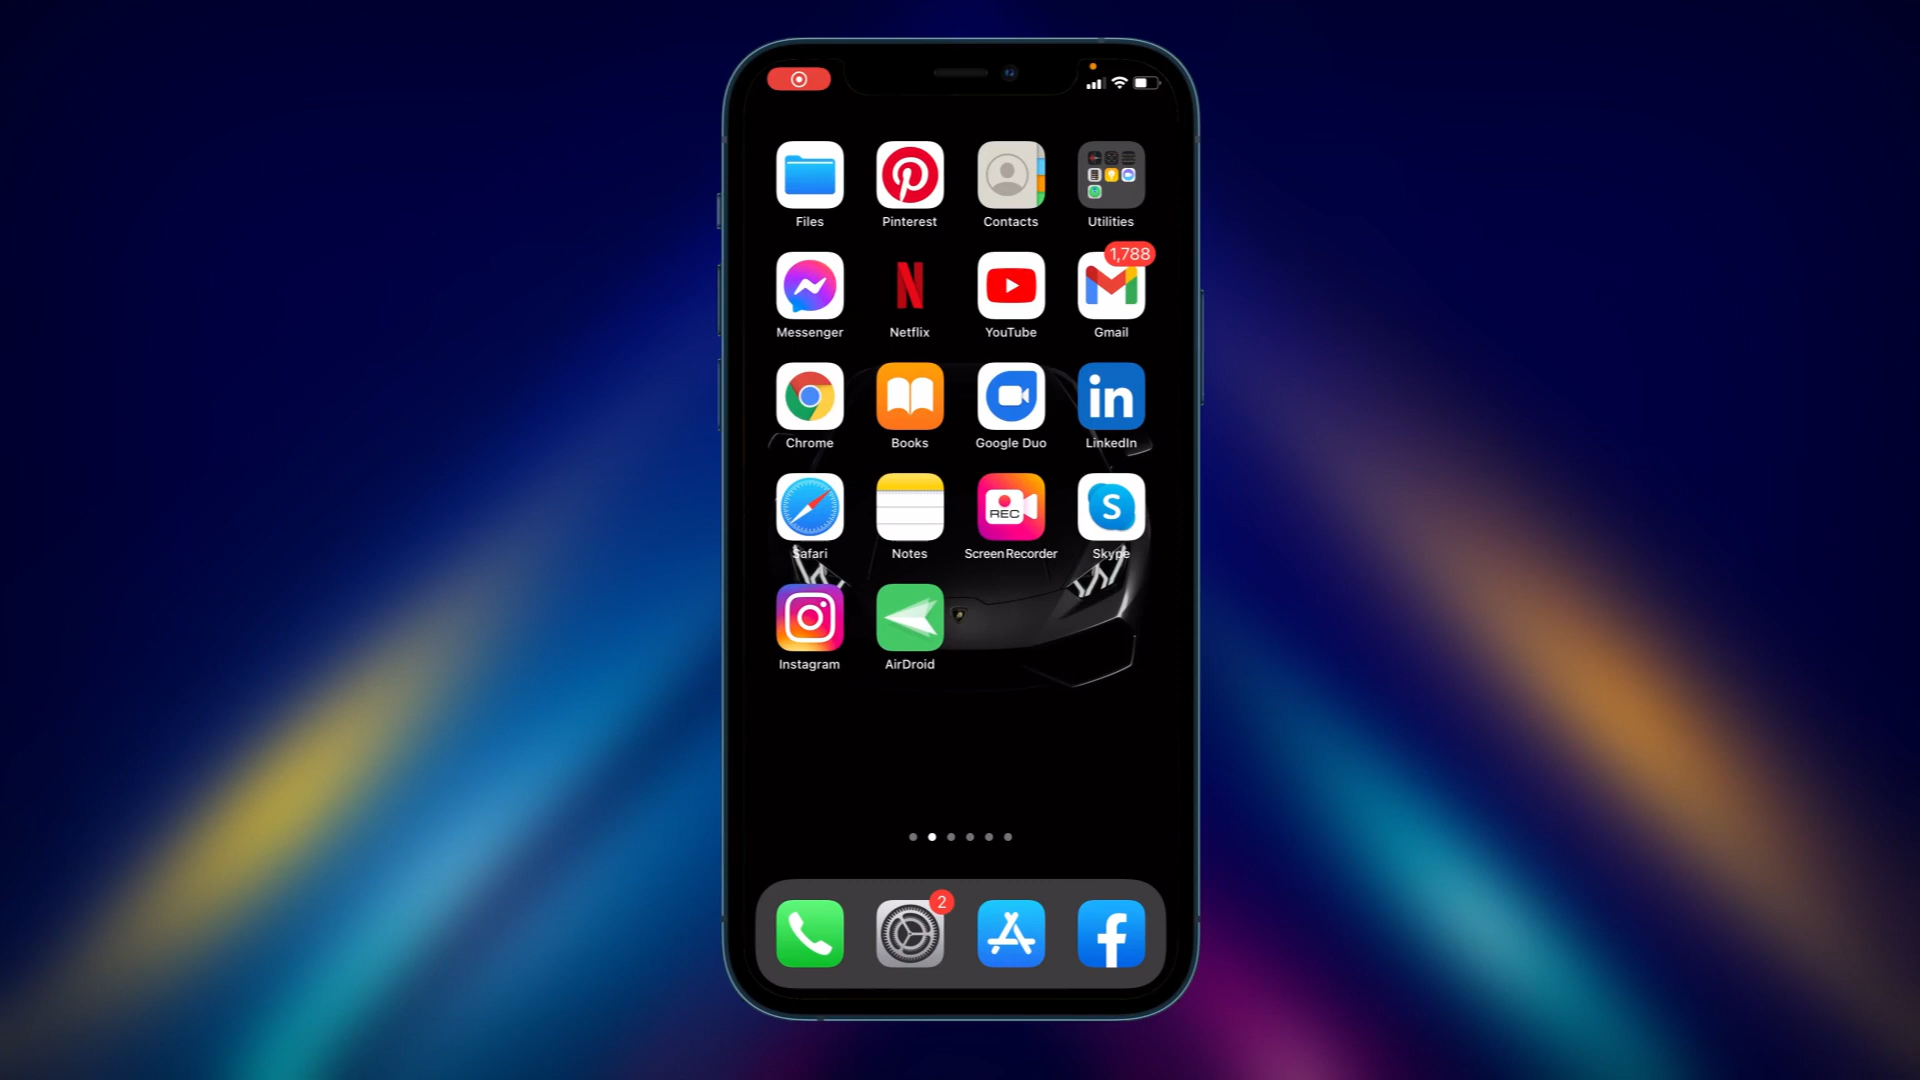 Files Pinterest Contacts Utilities
1,788
Messenger Netflix YouTube Gmail
Chrome Books Google Duo LinkedIn
REC
Safari Notes Screen Recorder Skype
Instagram AirDroid
2